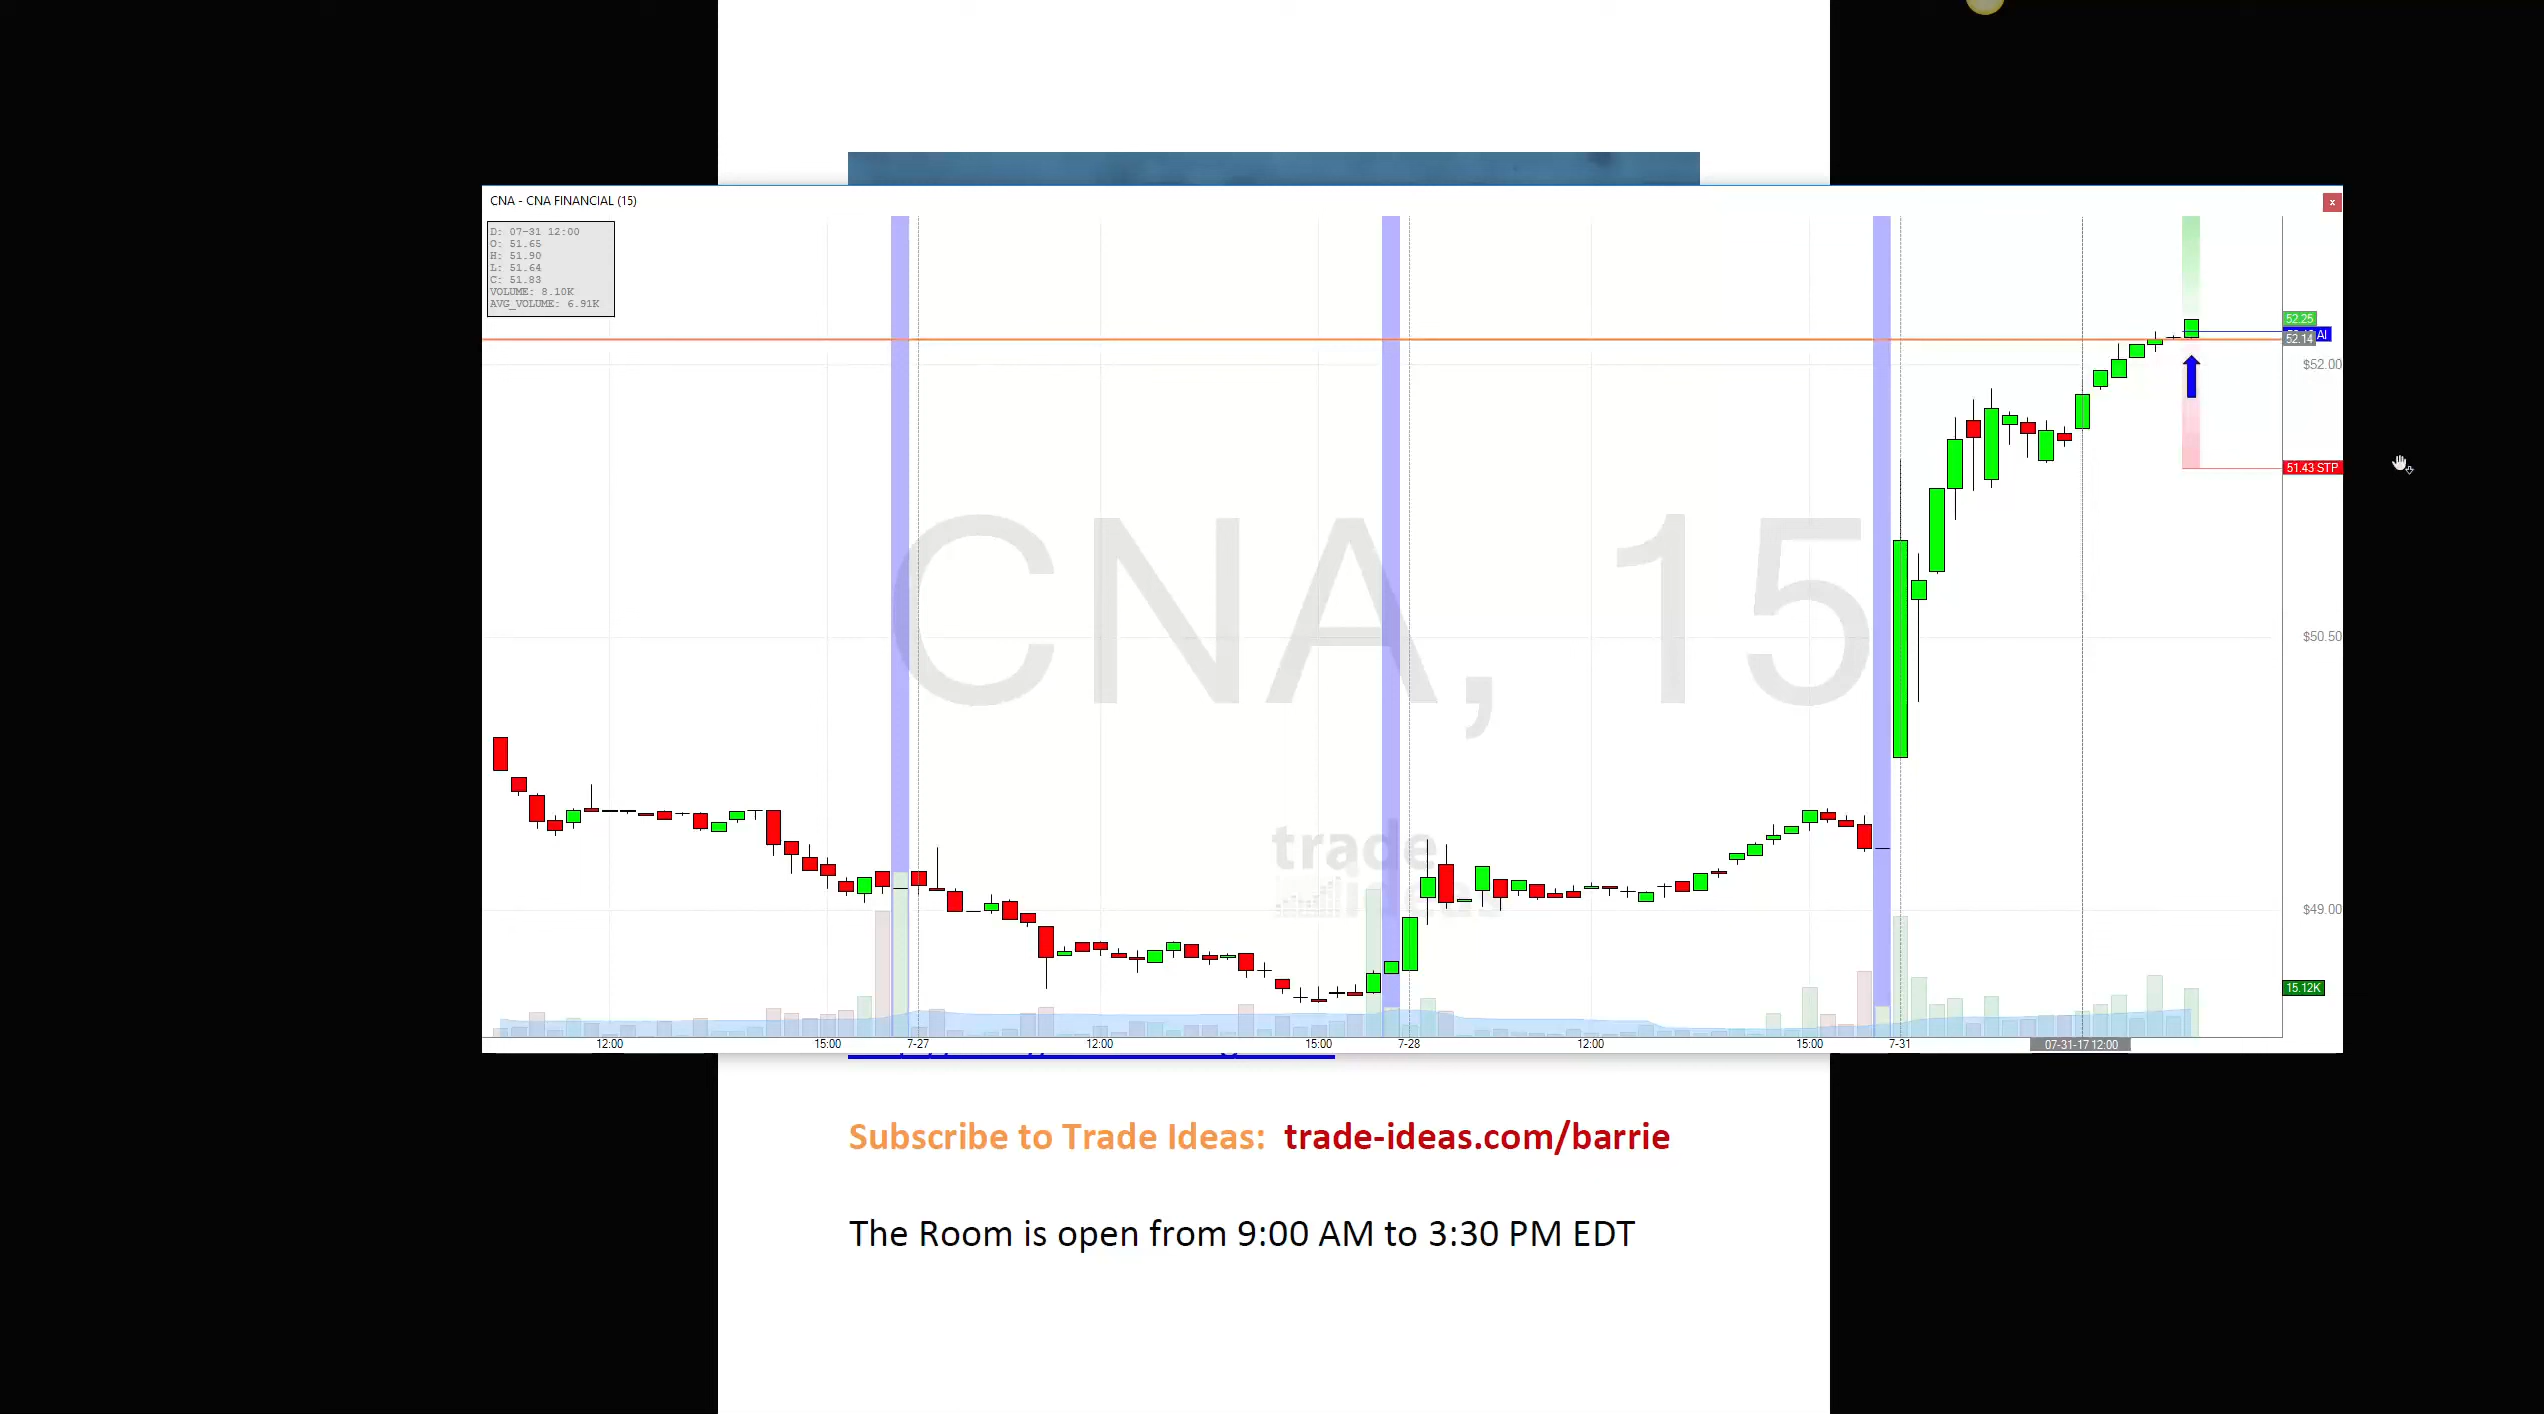 CNA - CNA FINANCIAL (15)
x
D: 07-31 12:00
O: 51.65
H: 51.90
L: 51.64
C: 51.83
VOLUME: 8.10K
AVG_VOLUME: 6.91K
52.25
AI
52.14
$52.00
51.43 STP
CNA, 15
$50.50
trade
ideas
$49.00
15.12K
12:00 15:00 7-27 12:00 15:00 7-28 12:00 15:00 7-31 07-31-17 12:00
Subscribe to Trade Ideas: trade-ideas.com/barrie
The Room is open from 9:00 AM to 3:30 PM EDT